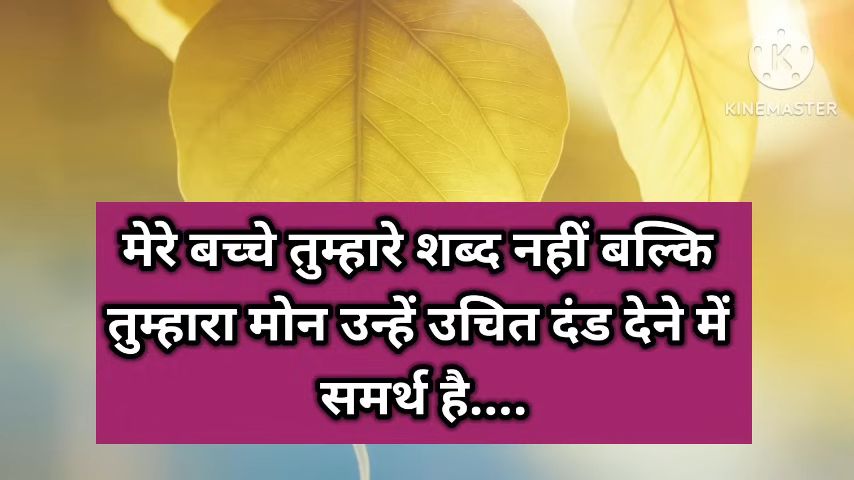 KINEMASTER
मेरे बच्चे तुम्हारे शब्द नहीं बल्कि
तुम्हारा मोन उन्हें उचित दंड देने में
समर्थ है....